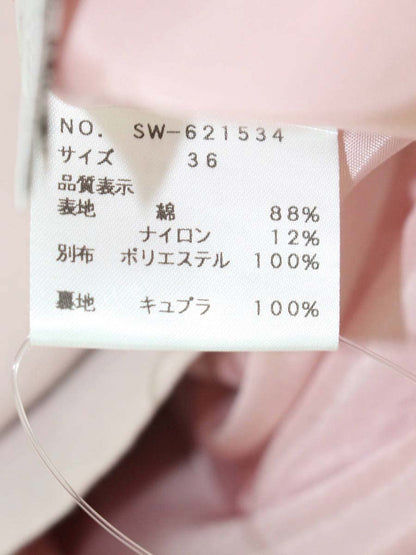 NO. SW-621534
サイズ 36
品質表示
表地 綿 88%
ナイロン 12%
別布 ポリエステル 100%
裏地 キュプラ 100%